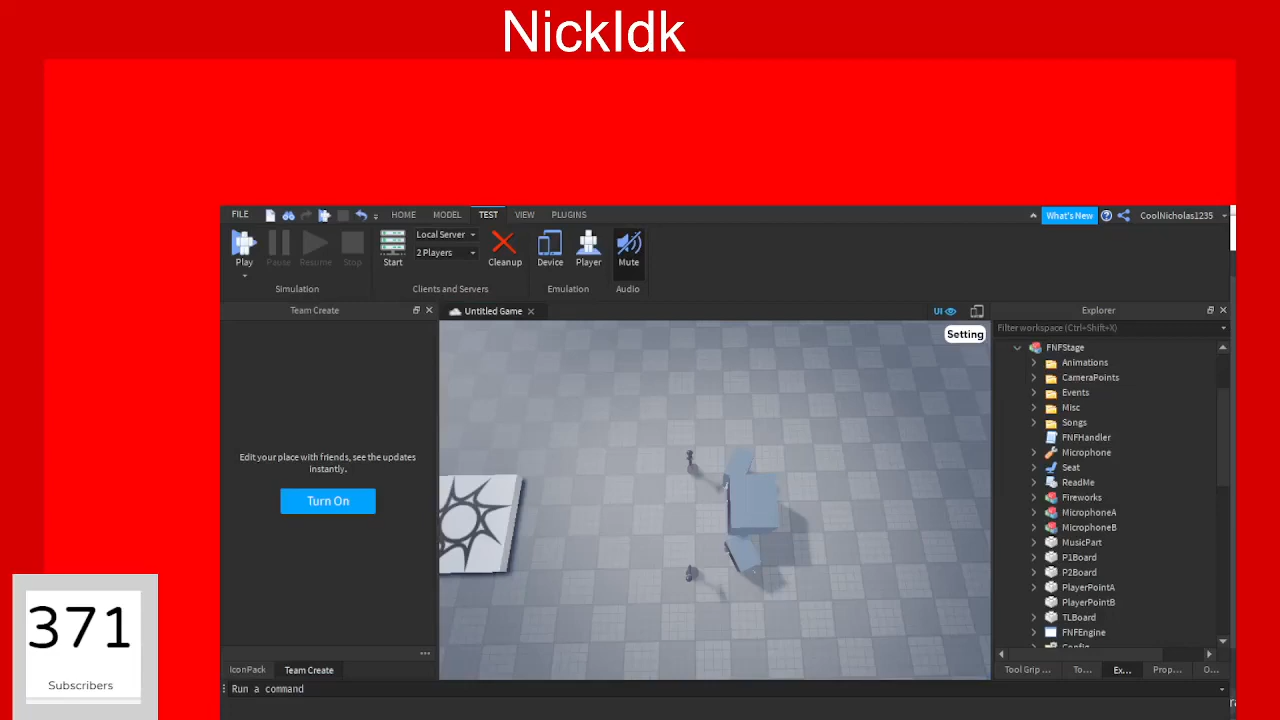 NickIdk
FILE HOME MODEL TEST VIEW PLUGINS What's New CoolNicholas1235
Play Pause Resume Stop Start Local Server 2 Players Cleanup Device Player Mute
Simulation Clients and Servers Emulation Audio
Team Create Untitled Game UI Explorer
Filter workspace (Ctrl+Shift+X)
Setting
FNFStage
Animations
CameraPoints
Events
Misc
Songs
FNFHandler
Microphone
Seat
ReadMe
Fireworks
MicrophoneA
MicrophoneB
MusicPart
P1Board
P2Board
PlayerPointA
PlayerPointB
TLBoard
FNFEngine
Config
Edit your place with friends, see the updates
instantly.
Turn On
371
Subscribers
IconPack Team Create Tool Grip ... To... Ex... Prop... O...
Run a command